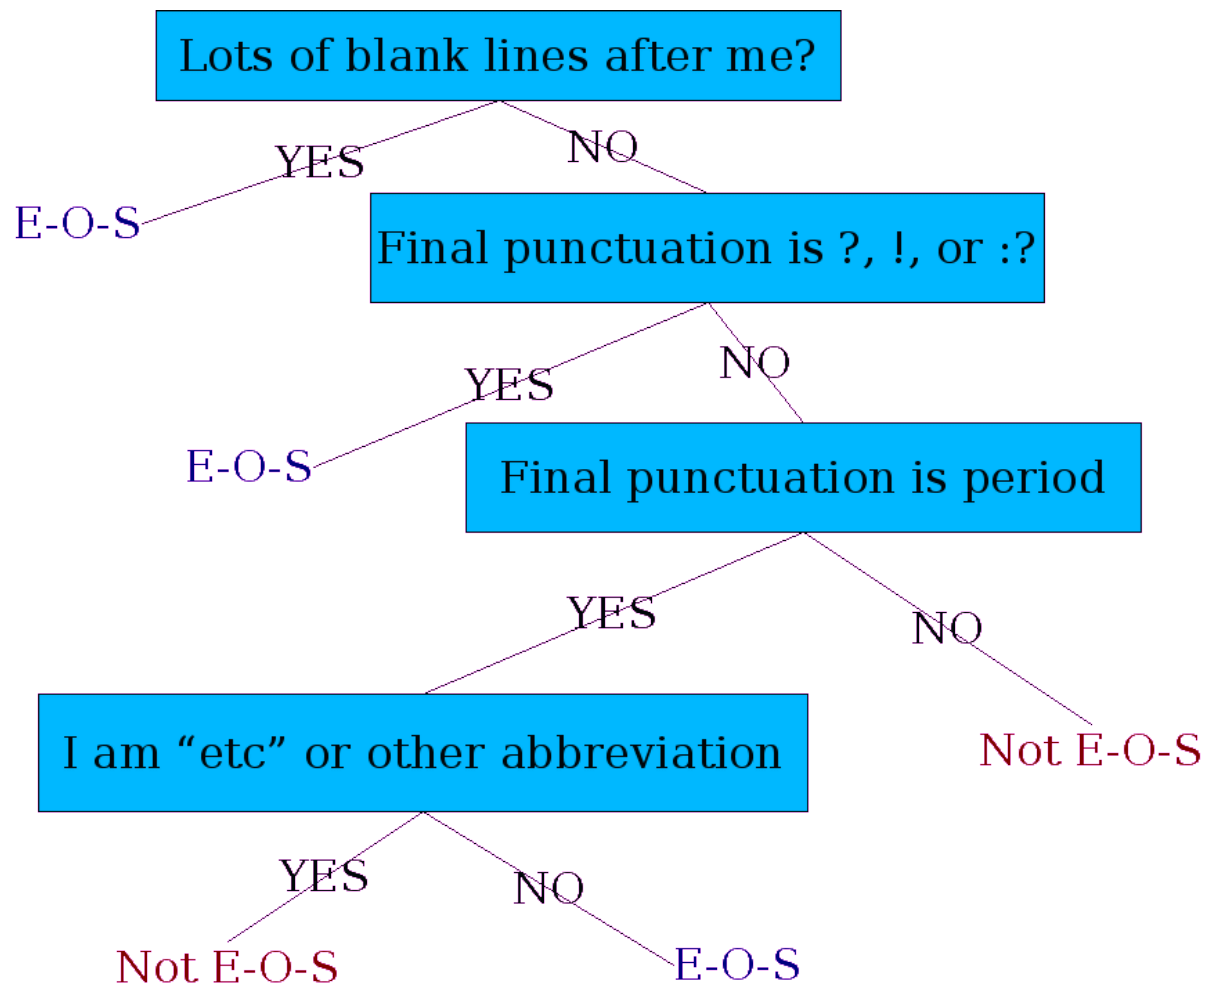 Lots of blank lines after me?
YES
NO
E-O-S
Final punctuation is ?, !, or :?
YES
NO
E-O-S
Final punctuation is period
YES
NO
I am “etc” or other abbreviation
Not E-O-S
YES
NO
Not E-O-S
E-O-S